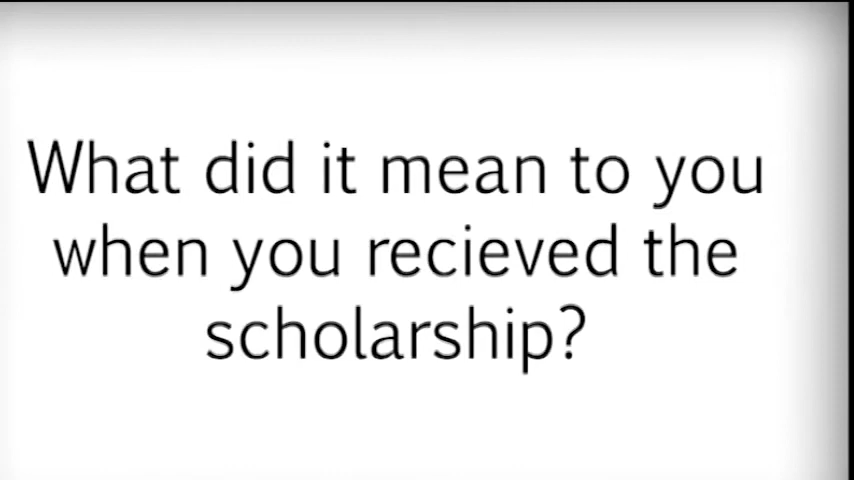 What did it mean to you
when you recieved the
scholarship?